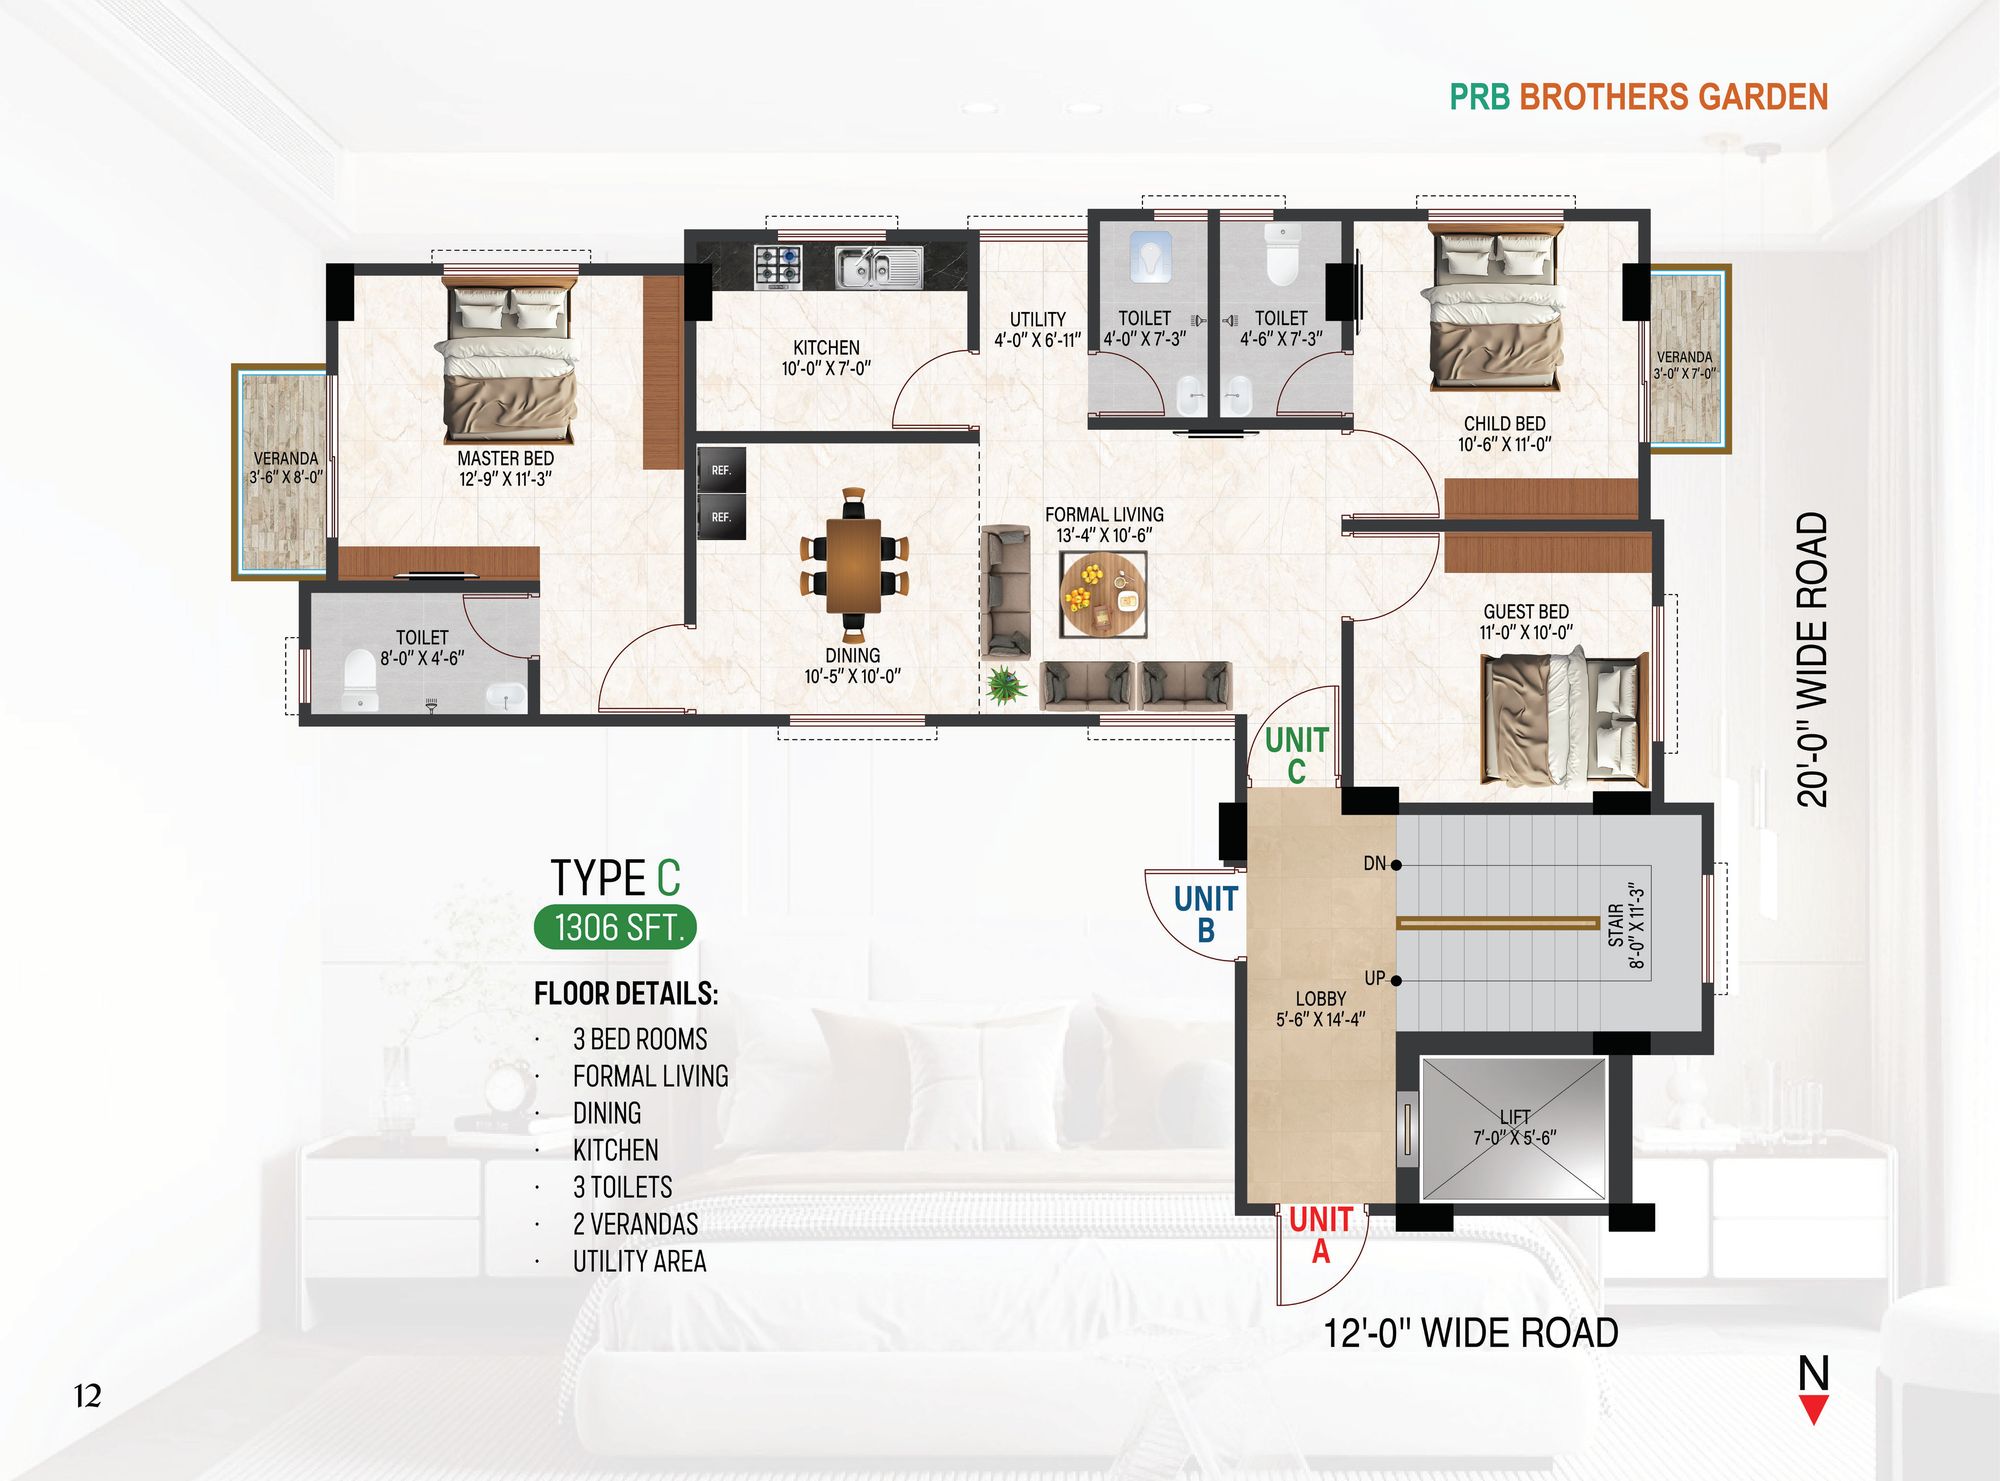 PRB BROTHERS GARDEN
UTILITY
4'-0" X 6'-11"
TOILET
4'-0" X 7'-3"
TOILET
4'-6" X 7'-3"
KITCHEN
10'-0" X 7'-0"
VERANDA
3'-0" X 7'-0"
CHILD BED
10'-6" X 11'-0"
MASTER BED
12'-9" X 11'-3"
VERANDA
3'-6" X 8'-0"
REF.
REF.
FORMAL LIVING
13'-4" X 10'-6"
GUEST BED
11'-0" X 10'-0"
TOILET
8'-0" X 4'-6"
DINING
10'-5" X 10'-0"
20'-0" WIDE ROAD
UNIT
C
DN
UNIT
B
STAIR
8'-0" X 11'-3"
UP
LOBBY
5'-6" X 14'-4"
LIFT
7'-0" X 5'-6"
UNIT
A
12'-0" WIDE ROAD
N
TYPE C
1306 SFT.
FLOOR DETAILS:
· 3 BED ROOMS
· FORMAL LIVING
· DINING
· KITCHEN
· 3 TOILETS
· 2 VERANDAS
· UTILITY AREA
12